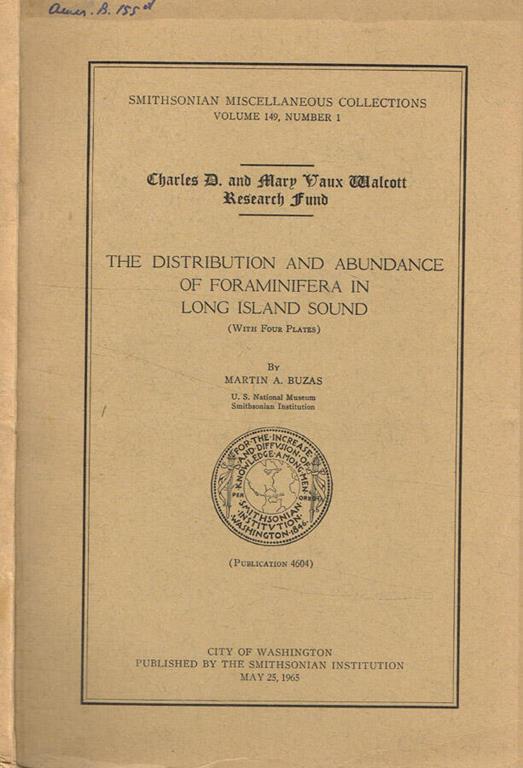 Amer. B. 155d
SMITHSONIAN MISCELLANEOUS COLLECTIONS
VOLUME 149, NUMBER 1
Charles D. and Mary Vaux Walcott
Research Fund
THE DISTRIBUTION AND ABUNDANCE
OF FORAMINIFERA IN
LONG ISLAND SOUND
(WITH FOUR PLATES)
BY
MARTIN A. BUZAS
U. S. National Museum
Smithsonian Institution
FOR·THE·INCREASE
AND·DIFFVSION·OF
KNOWLEDGE·AMONG·MEN
PER ORBEM
SMITHSONIAN
INSTITVTION
WASHINGTON·1846
(PUBLICATION 4604)
CITY OF WASHINGTON
PUBLISHED BY THE SMITHSONIAN INSTITUTION
MAY 25, 1965